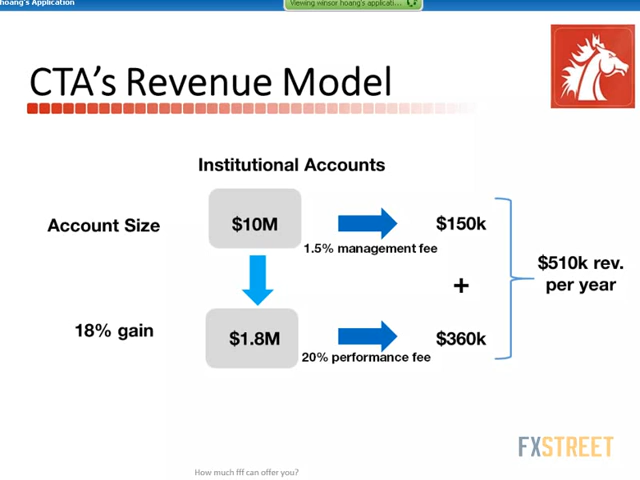 hoang's Application
Viewing winsor hoang's applicati...
CTA's Revenue Model
Institutional Accounts
Account Size
$10M
$150k
1.5% management fee
$510k rev.
per year
+
18% gain
$1.8M
$360k
20% performance fee
FXSTREET
How much fff can offer you?